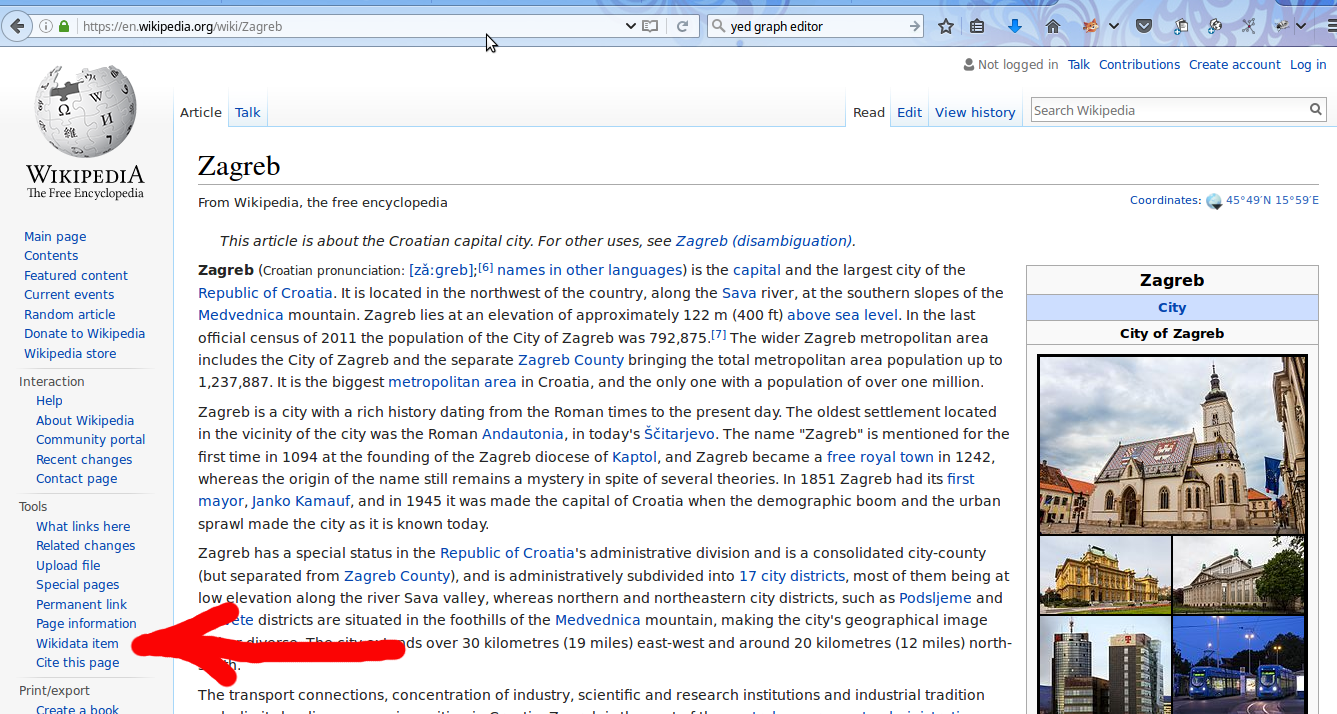 https://en.wikipedia.org/wiki/Zagreb
yed graph editor
Not logged in Talk Contributions Create account Log in
Article Talk
Read Edit View history
Search Wikipedia
WIKIPEDIA
The Free Encyclopedia
Main page
Contents
Featured content
Current events
Random article
Donate to Wikipedia
Wikipedia store
Interaction
Help
About Wikipedia
Community portal
Recent changes
Contact page
Tools
What links here
Related changes
Upload file
Special pages
Permanent link
Page information
Wikidata item
Cite this page
Print/export
Create a book
Zagreb
From Wikipedia, the free encyclopedia
Coordinates: 45°49′N 15°59′E
This article is about the Croatian capital city. For other uses, see Zagreb (disambiguation).
Zagreb (Croatian pronunciation: [zǎːɡreb];[6] names in other languages) is the capital and the largest city of the
Republic of Croatia. It is located in the northwest of the country, along the Sava river, at the southern slopes of the
Medvednica mountain. Zagreb lies at an elevation of approximately 122 m (400 ft) above sea level. In the last
official census of 2011 the population of the City of Zagreb was 792,875.[7] The wider Zagreb metropolitan area
includes the City of Zagreb and the separate Zagreb County bringing the total metropolitan area population up to
1,237,887. It is the biggest metropolitan area in Croatia, and the only one with a population of over one million.
Zagreb is a city with a rich history dating from the Roman times to the present day. The oldest settlement located
in the vicinity of the city was the Roman Andautonia, in today's Ščitarjevo. The name "Zagreb" is mentioned for the
first time in 1094 at the founding of the Zagreb diocese of Kaptol, and Zagreb became a free royal town in 1242,
whereas the origin of the name still remains a mystery in spite of several theories. In 1851 Zagreb had its first
mayor, Janko Kamauf, and in 1945 it was made the capital of Croatia when the demographic boom and the urban
sprawl made the city as it is known today.
Zagreb has a special status in the Republic of Croatia's administrative division and is a consolidated city-county
(but separated from Zagreb County), and is administratively subdivided into 17 city districts, most of them being at
low elevation along the river Sava valley, whereas northern and northeastern city districts, such as Podsljeme and
districts are situated in the foothills of the Medvednica mountain, making the city's geographical image
diverse. The city over 30 kilometres (19 miles) east-west and around 20 kilometres (12 miles) north-
The transport connections, concentration of industry, scientific and research institutions and industrial tradition
Zagreb
City
City of Zagreb